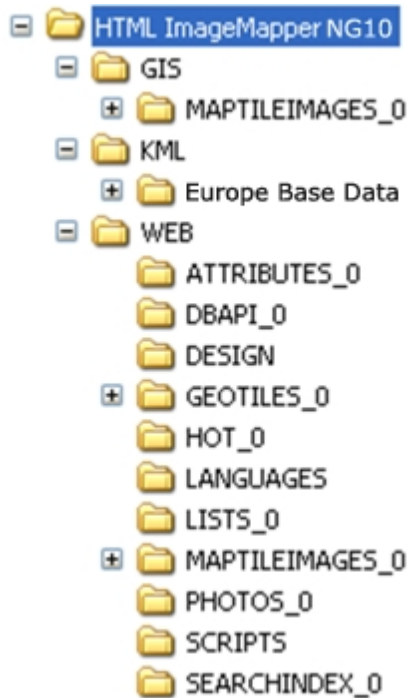 HTML ImageMapper NG10
GIS
MAPTILEIMAGES_0
KML
Europe Base Data
WEB
ATTRIBUTES_0
DBAPI_0
DESIGN
GEOTILES_0
HOT_0
LANGUAGES
LISTS_0
MAPTILEIMAGES_0
PHOTOS_0
SCRIPTS
SEARCHINDEX_0